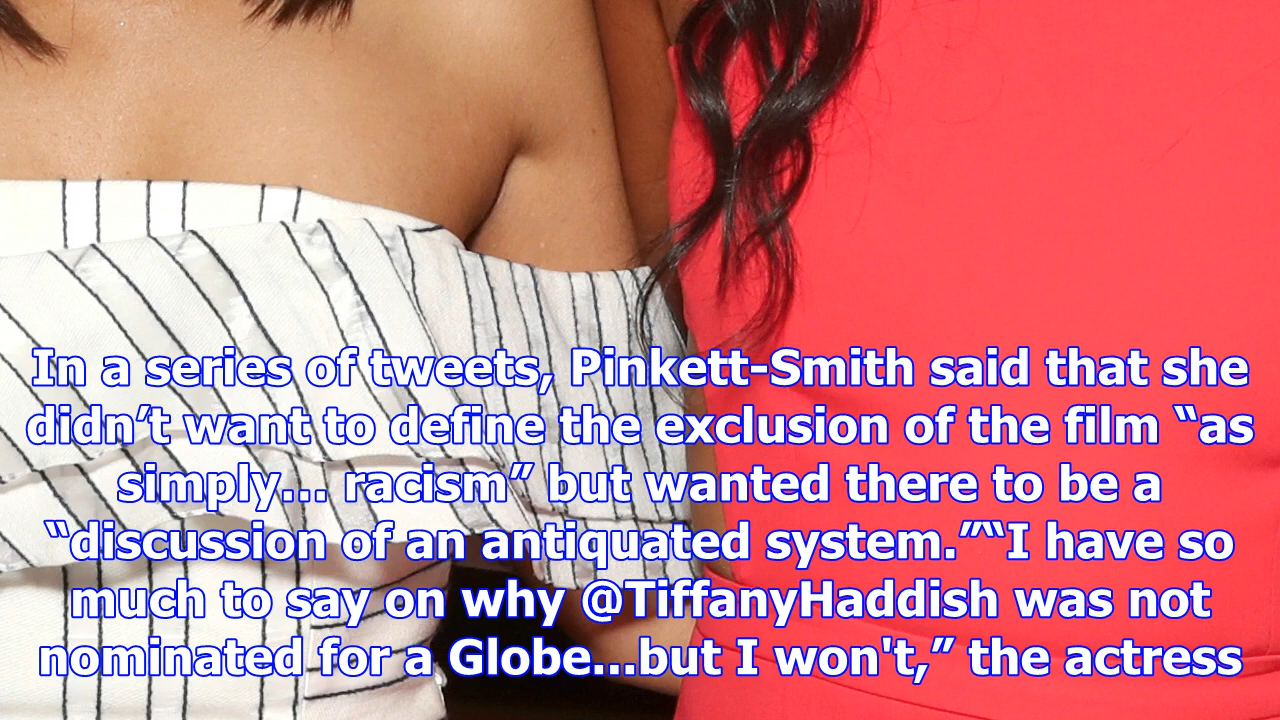 In a series of tweets, Pinkett-Smith said that she
didn’t want to define the exclusion of the film “as
simply... racism” but wanted there to be a
“discussion of an antiquated system.”“I have so
much to say on why @TiffanyHaddish was not
nominated for a Globe...but I won't,” the actress